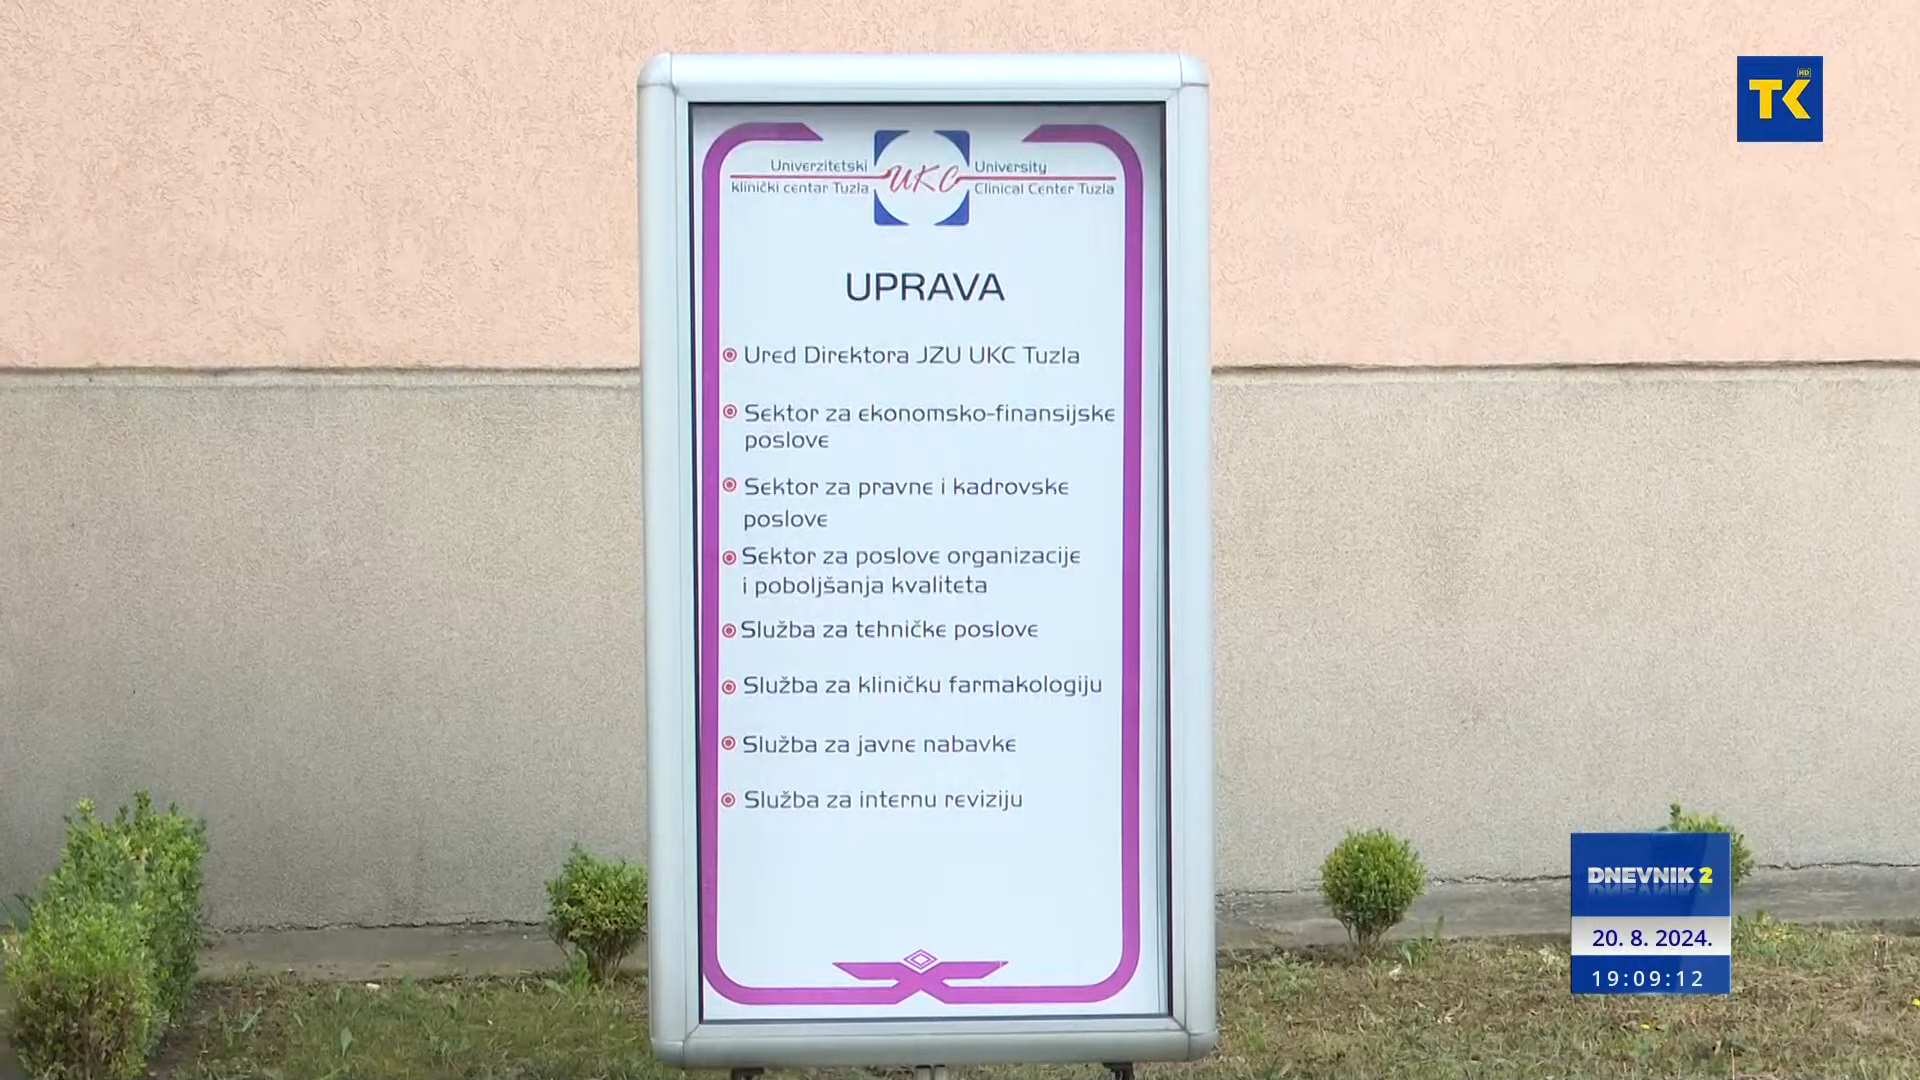 TK HD
Univerzitetski
klinički centar Tuzla
UKC
University
Clinical Center Tuzla
UPRAVA
Ured Direktora JZU UKC Tuzla
Sektor za ekonomsko-finansijske
poslove
Sektor za pravne i kadrovske
poslove
Sektor za poslove organizacije
i poboljšanja kvaliteta
Služba za tehničke poslove
Služba za kliničku farmakologiju
Služba za javne nabavke
Služba za internu reviziju
DNEVNIK 2
20. 8. 2024.
19:09:12